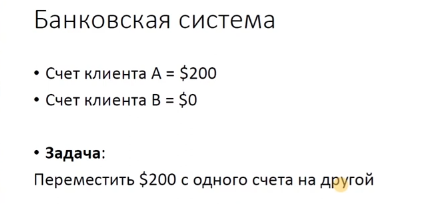 Банковская система
• Счет клиента A = $200
• Счет клиента B = $0
• Задача:
Переместить $200 с одного счета на другой